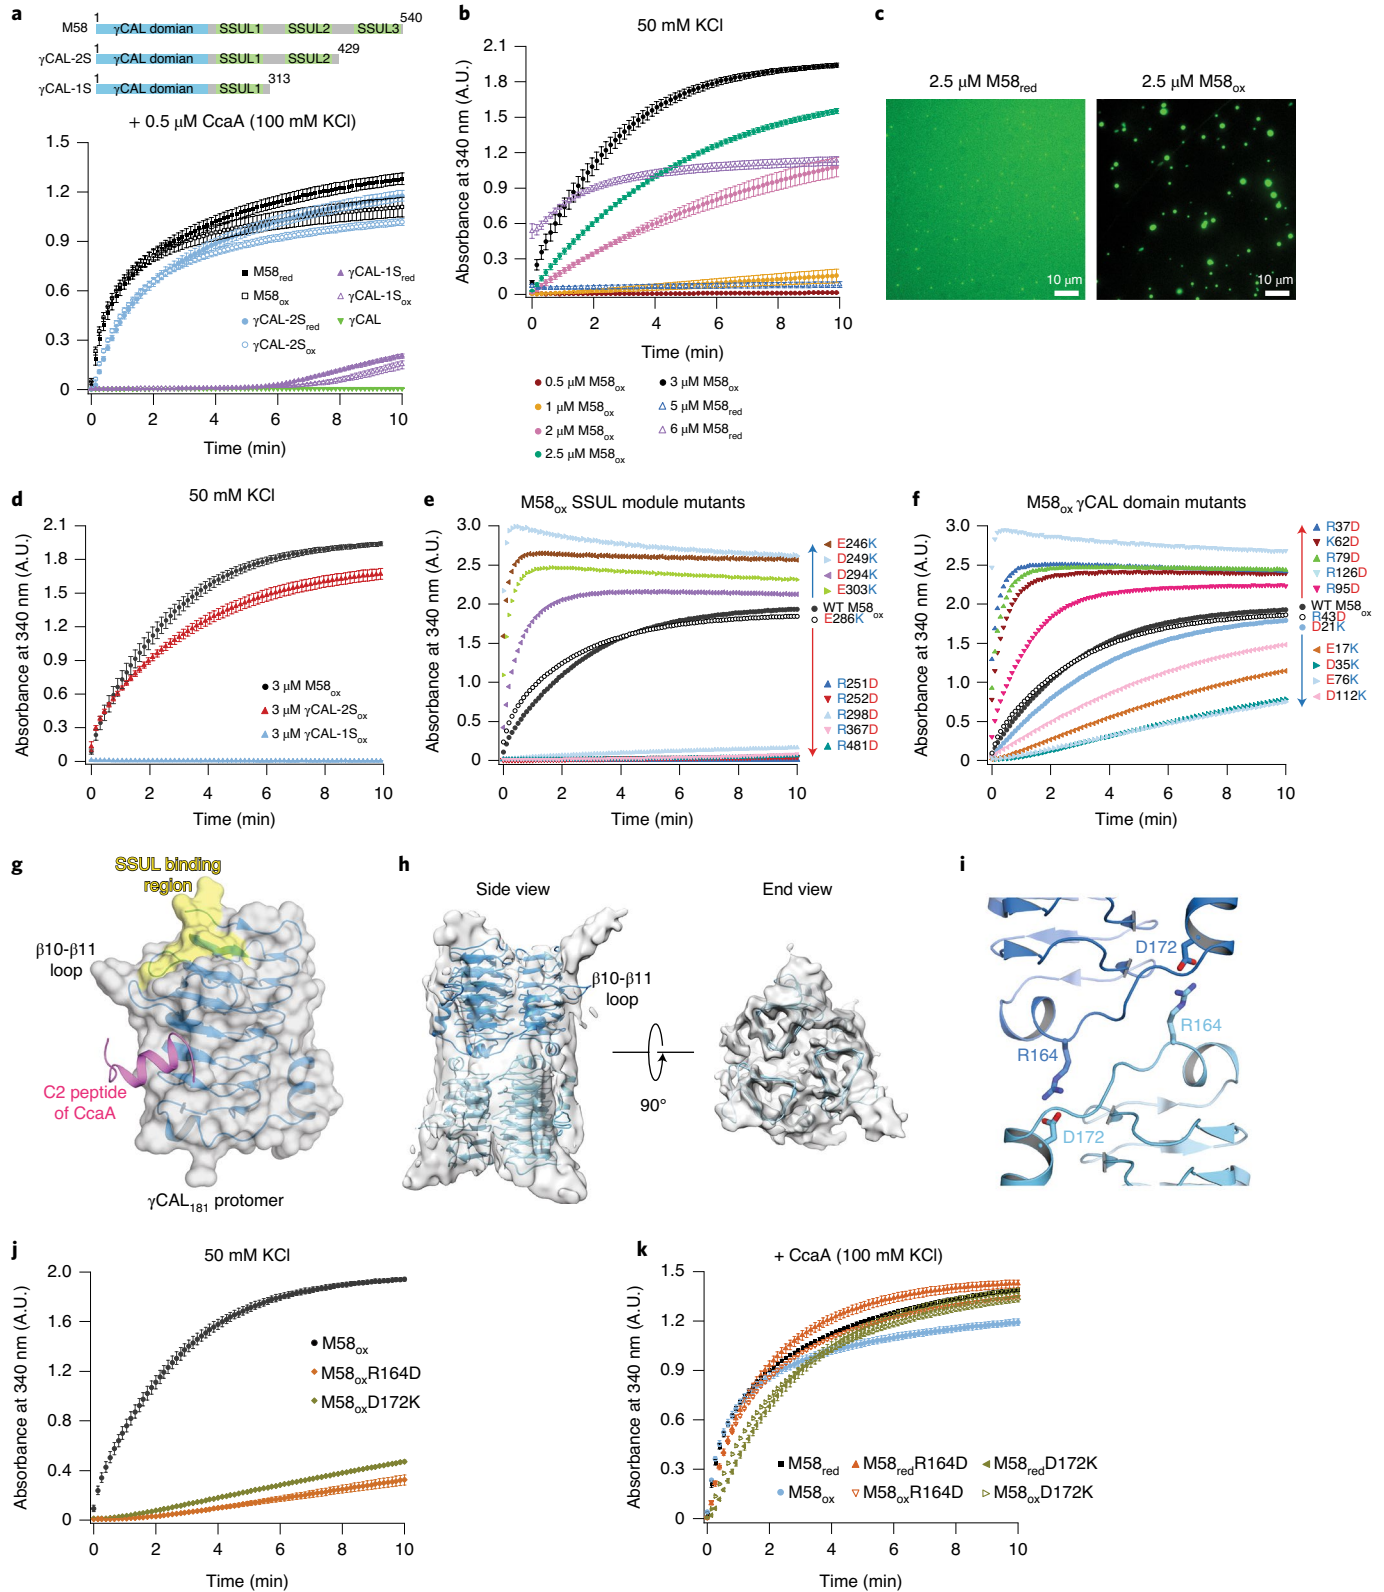 a
1
540
M58
γCAL domian
SSUL1
SSUL2
SSUL3
1
429
γCAL-2S
γCAL domian
SSUL1
SSUL2
1
313
γCAL-1S
γCAL domian
SSUL1
+ 0.5 μM CcaA (100 mM KCl)
Absorbance at 340 nm (A.U.)
1.5
1.2
0.9
0.6
0.3
0
M58red
M58ox
γCAL-2Sred
γCAL-2Sox
γCAL-1Sred
γCAL-1Sox
γCAL
0 2 4 6 8 10
Time (min)
b
50 mM KCl
Absorbance at 340 nm (A.U.)
2.1
1.8
1.5
1.2
0.9
0.6
0.3
0
0 2 4 6 8 10
Time (min)
0.5 μM M58ox
1 μM M58ox
2 μM M58ox
2.5 μM M58ox
3 μM M58ox
5 μM M58red
6 μM M58red
c
2.5 μM M58red
2.5 μM M58ox
10 μm
10 μm
d
50 mM KCl
Absorbance at 340 nm (A.U.)
2.1
1.8
1.5
1.2
0.9
0.6
0.3
0
3 μM M58ox
3 μM γCAL-2Sox
3 μM γCAL-1Sox
0 2 4 6 8 10
Time (min)
e
M58ox SSUL module mutants
Absorbance at 340 nm (A.U.)
3.0
2.5
2.0
1.5
1.0
0.5
0
E246K
D249K
D294K
E303K
WT M58ox
E286K
R251D
R252D
R298D
R367D
R481D
0 2 4 6 8 10
Time (min)
f
M58ox γCAL domain mutants
Absorbance at 340 nm (A.U.)
3.0
2.5
2.0
1.5
1.0
0.5
0
R37D
K62D
R79D
R126D
R95D
WT M58ox
R43D
D21K
E17K
D35K
E76K
D112K
0 2 4 6 8 10
Time (min)
g
SSUL binding
region
β10-β11
loop
C2 peptide
of CcaA
γCAL181 protomer
h
Side view
End view
β10-β11
loop
90°
i
D172
R164
R164
D172
j
50 mM KCl
Absorbance at 340 nm (A.U.)
2.0
1.6
1.2
0.8
0.4
0
M58ox
M58oxR164D
M58oxD172K
0 2 4 6 8 10
Time (min)
k
+ CcaA (100 mM KCl)
Absorbance at 340 nm (A.U.)
1.5
1.2
0.9
0.6
0.3
0
M58red
M58redR164D
M58redD172K
M58ox
M58oxR164D
M58oxD172K
0 2 4 6 8 10
Time (min)